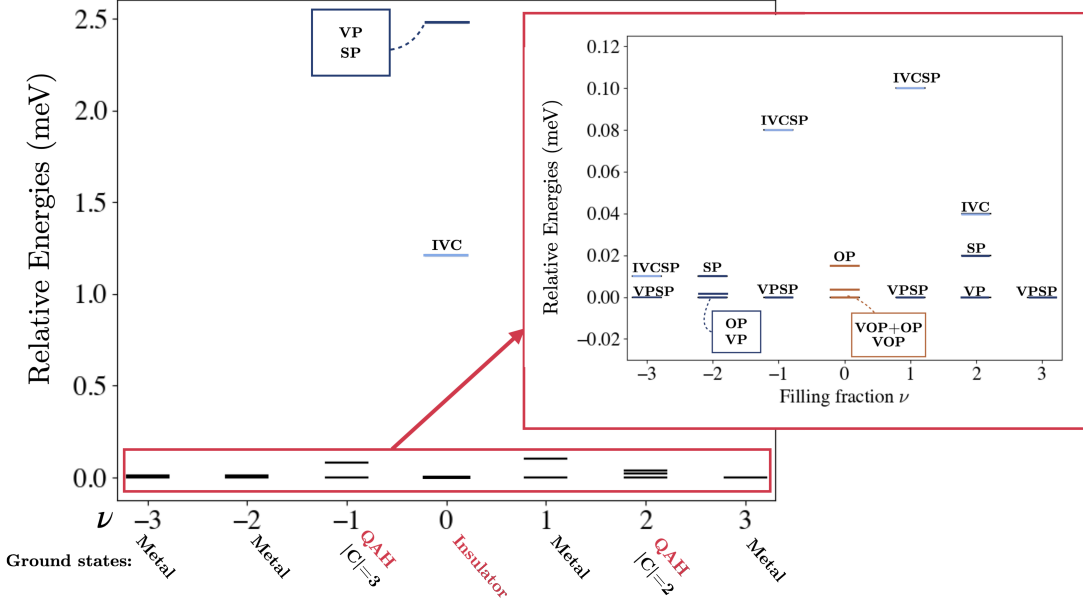 Relative Energies (meV)
2.5
2.0
1.5
1.0
0.5
0.0
VP
SP
IVC
Relative Energies (meV)
0.12
0.10
0.08
0.06
0.04
0.02
0.00
−0.02
IVCSP
VPSP
SP
OP
VP
IVCSP
VPSP
OP
VOP+OP
VOP
IVCSP
VPSP
IVC
SP
VP
VPSP
−3 −2 −1 0 1 2 3
Filling fraction ν
ν −3 −2 −1 0 1 2 3
Ground states:
Metal
Metal
QAH
|C|=3
Insulator
Metal
QAH
|C|=2
Metal